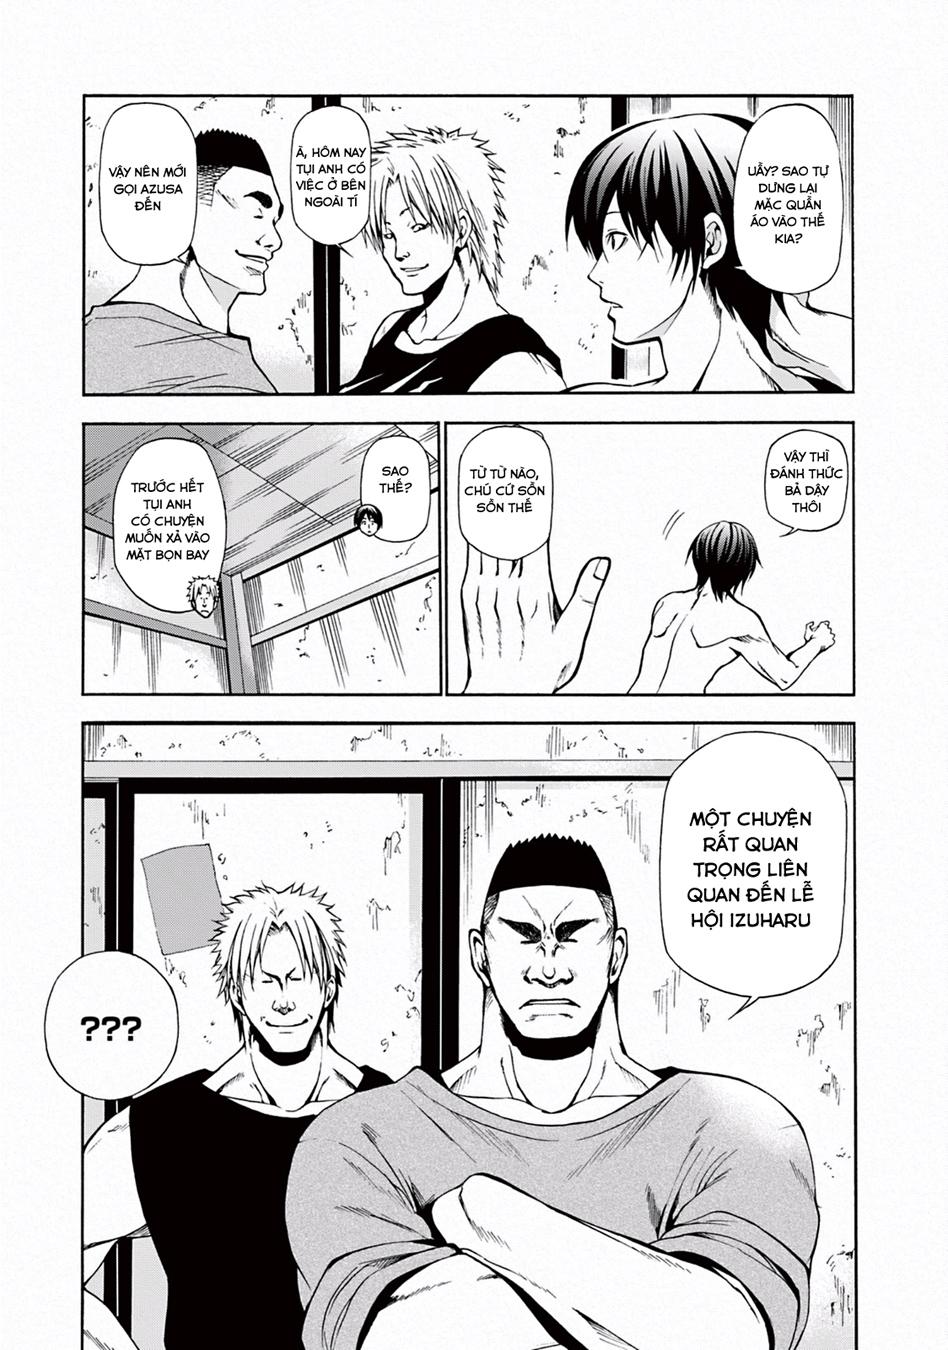 UẦY? SAO TỰ
DƯNG LẠI
MẶC QUẦN
ÁO VÀO THẾ
KIA?
À, HÔM NAY
TỤI ANH CÓ
VIỆC Ở BÊN
NGOÀI TÍ
VẬY NÊN MỚI
GỌI AZUSA
ĐẾN
VẬY THÌ
ĐÁNH THỨC
BẢ DẬY
THÔI
TỪ TỪ NÀO,
CHÚ CỨ SỒN
SỒN THẾ
SAO
THẾ?
TRƯỚC HẾT
TỤI ANH
CÓ CHUYỆN
MUỐN XẢ VÀO
MẶT BỌN BAY
MỘT CHUYỆN
RẤT QUAN
TRỌNG LIÊN
QUAN ĐẾN LỄ
HỘI IZUHARU
???